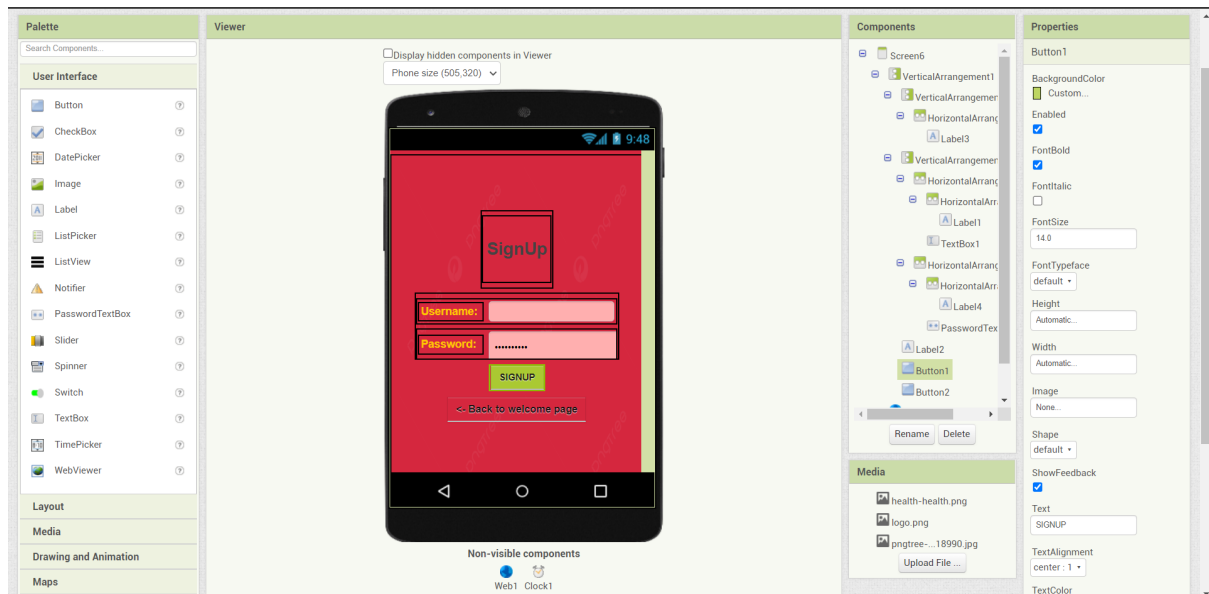 Palette
Search Components...
User Interface
Button
CheckBox
DatePicker
Image
Label
ListPicker
ListView
Notifier
PasswordTextBox
Slider
Spinner
Switch
TextBox
TimePicker
WebViewer
Layout
Media
Drawing and Animation
Maps
Viewer
Display hidden components in Viewer
Phone size (505,320)
9:48
SignUp
Username:
Password:
SIGNUP
<- Back to welcome page
Non-visible components
Web1 Clock1
Components
Screen6
VerticalArrangement1
VerticalArrangemen
HorizontalArrang
Label3
VerticalArrangemen
HorizontalArrang
HorizontalArr
Label1
TextBox1
HorizontalArrang
HorizontalArr
Label4
PasswordTex
Label2
Button1
Button2
Rename Delete
Media
health-health.png
logo.png
pngtree-...18990.jpg
Upload File ...
Properties
Button1
BackgroundColor
Custom...
Enabled
FontBold
FontItalic
FontSize
14.0
FontTypeface
default
Height
Automatic...
Width
Automatic...
Image
None...
Shape
default
ShowFeedback
Text
SIGNUP
TextAlignment
center : 1
TextColor